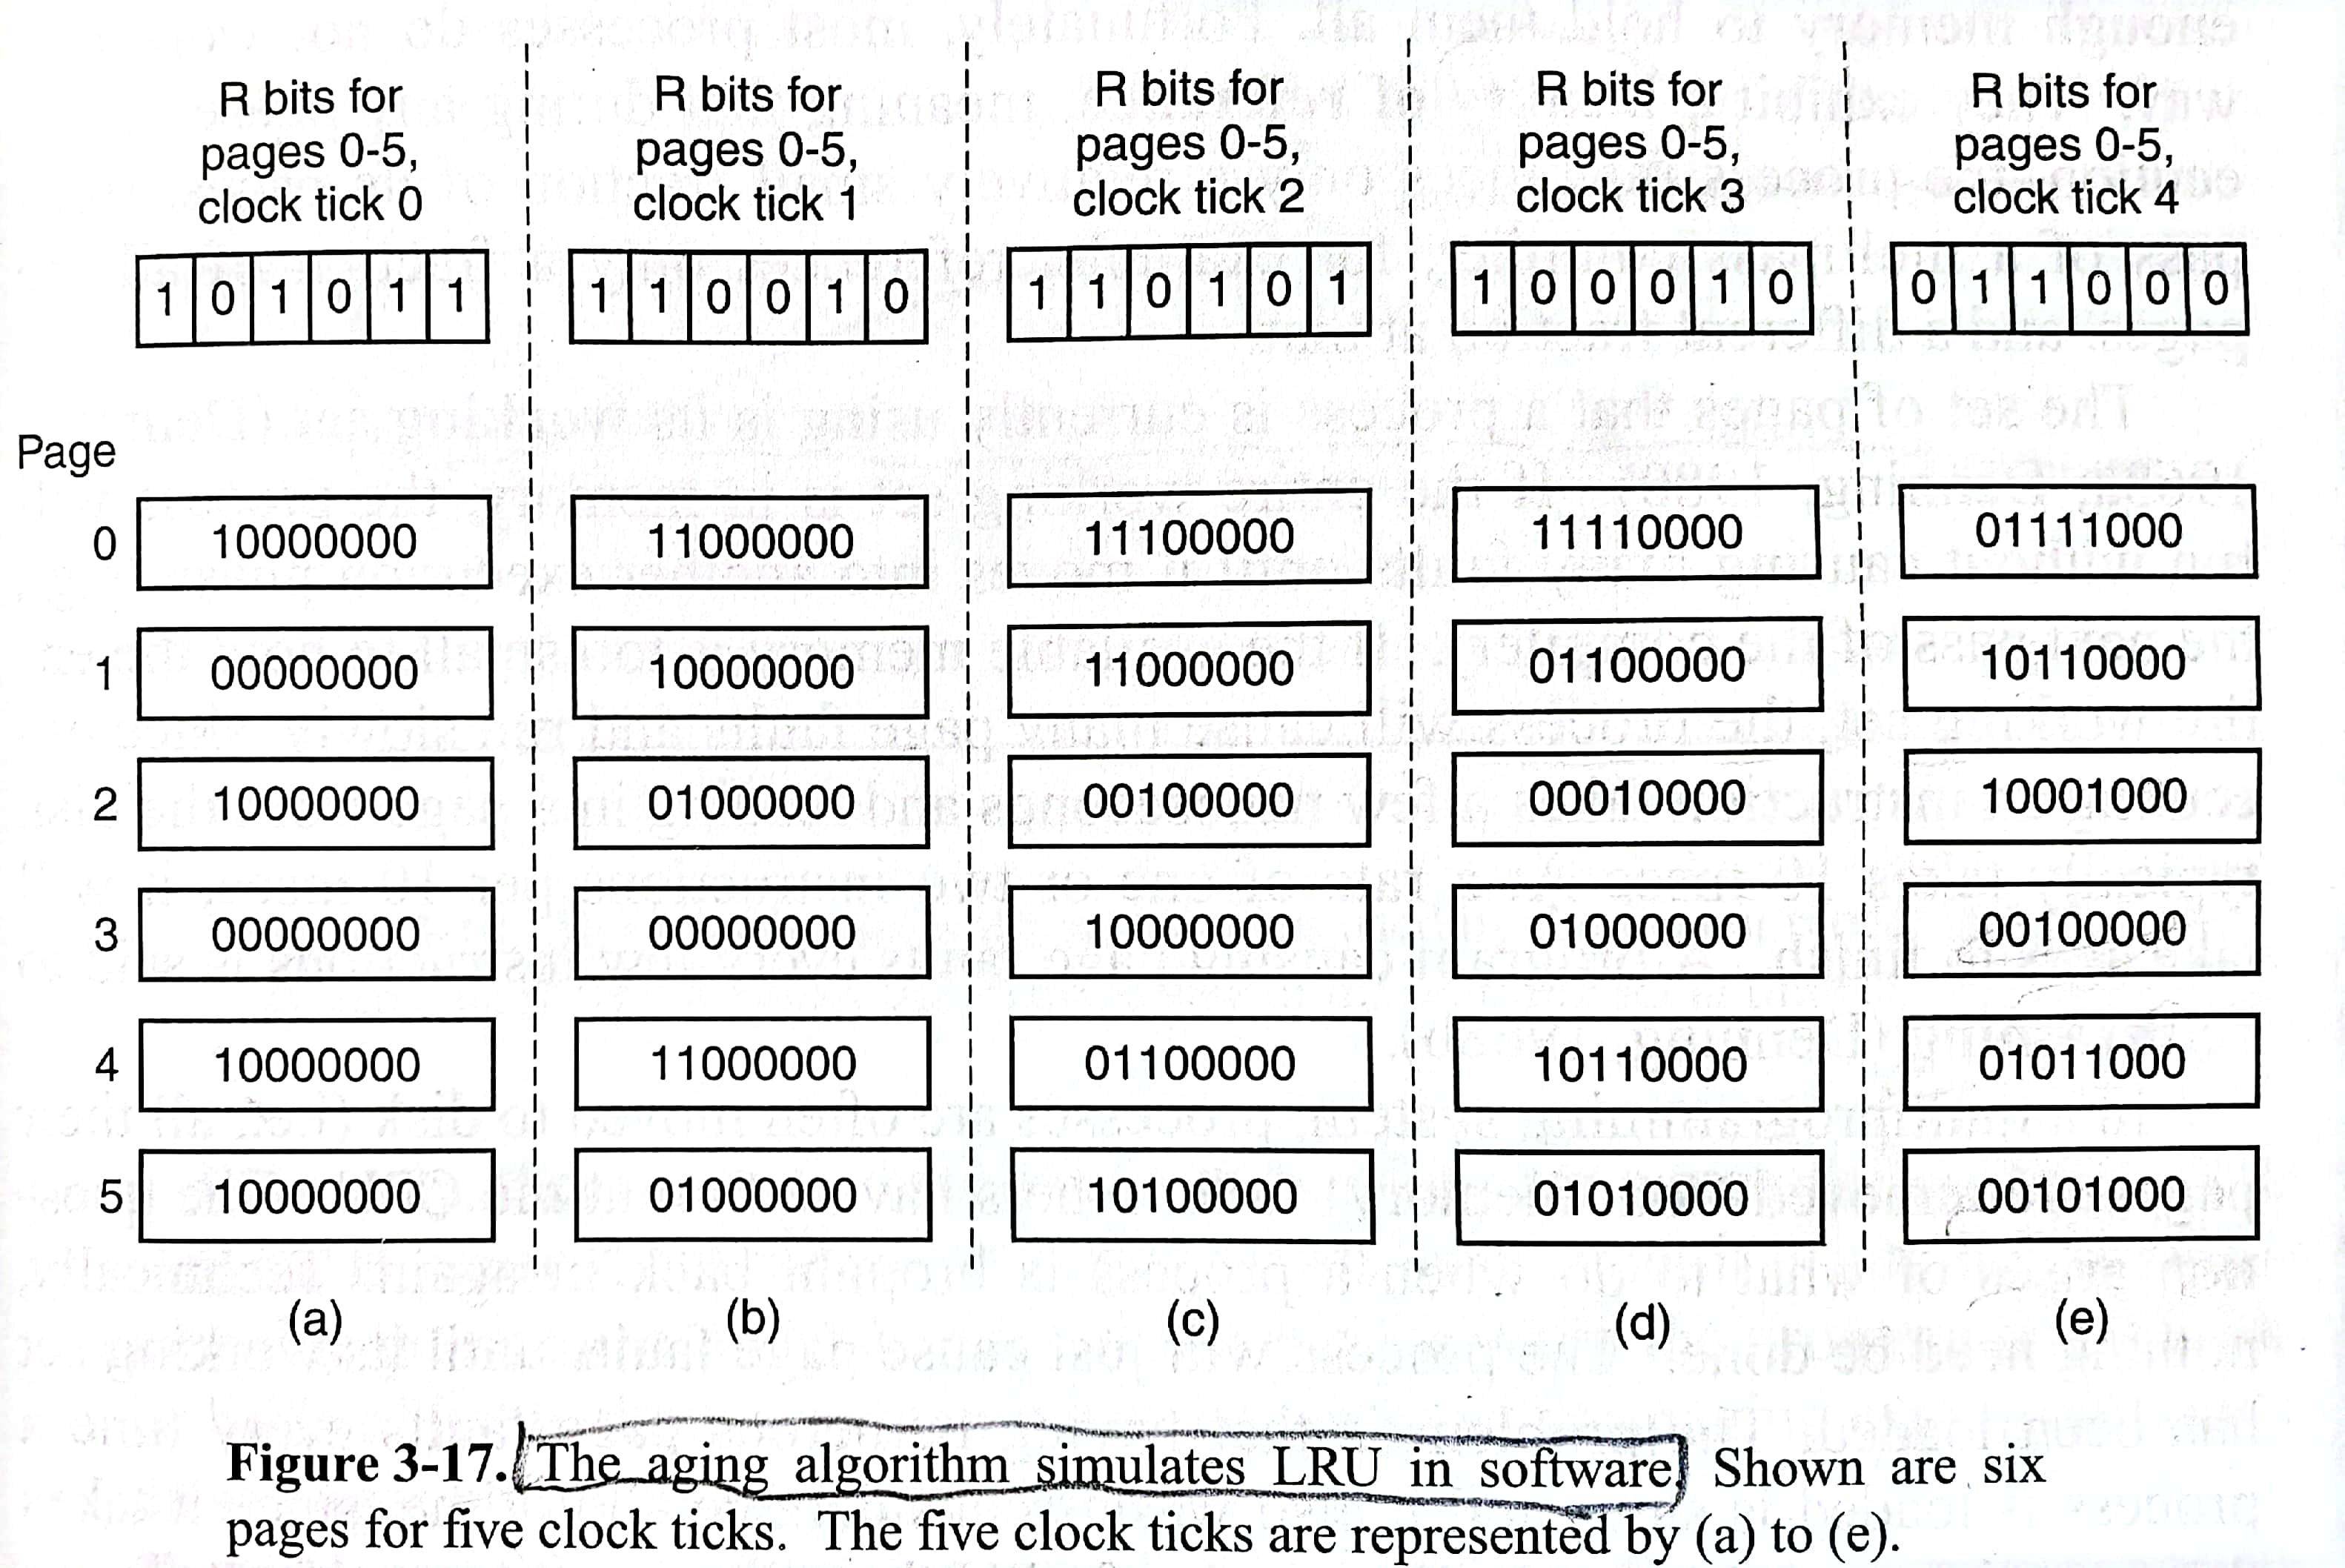 R bits for pages 0-5, clock tick 0
R bits for pages 0-5, clock tick 1
R bits for pages 0-5, clock tick 2
R bits for pages 0-5, clock tick 3
R bits for pages 0-5, clock tick 4
1 0 1 0 1 1
1 1 0 0 1 0
1 1 0 1 0 1
1 0 0 0 1 0
0 1 1 0 0 0
Page
0 10000000 11000000 11100000 11110000 01111000
1 00000000 10000000 11000000 01100000 10110000
2 10000000 01000000 00100000 00010000 10001000
3 00000000 00000000 10000000 01000000 00100000
4 10000000 11000000 01100000 10110000 01011000
5 10000000 01000000 10100000 01010000 00101000
(a) (b) (c) (d) (e)
Figure 3-17. The aging algorithm simulates LRU in software. Shown are six
pages for five clock ticks. The five clock ticks are represented by (a) to (e).